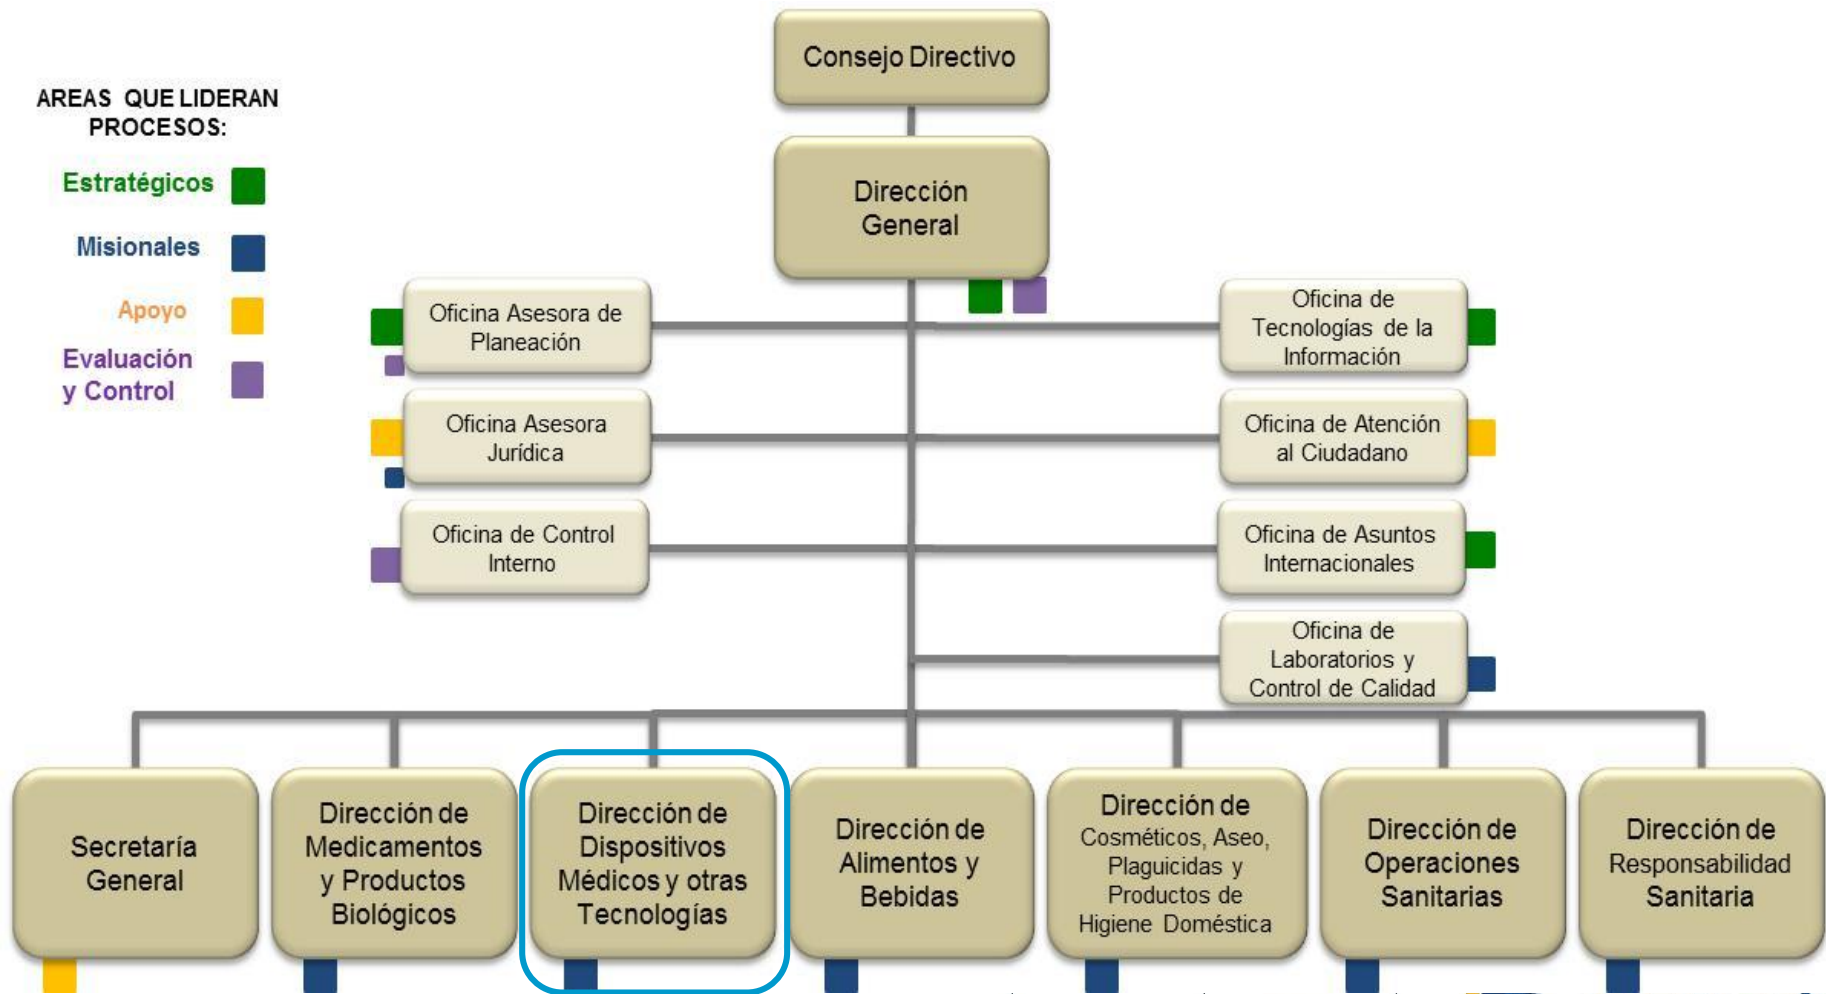 Consejo Directivo
AREAS QUE LIDERAN
PROCESOS:
Estratégicos
Misionales
Apoyo
Evaluación
y Control
Dirección
General
Oficina Asesora de
Planeación
Oficina de
Tecnologías de la
Información
Oficina Asesora
Jurídica
Oficina de Atención
al Ciudadano
Oficina de Control
Interno
Oficina de Asuntos
Internacionales
Oficina de
Laboratorios y
Control de Calidad
Secretaría
General
Dirección de
Medicamentos
y Productos
Biológicos
Dirección de
Dispositivos
Médicos y otras
Tecnologías
Dirección de
Alimentos y
Bebidas
Dirección de
Cosméticos, Aseo,
Plaguicidas y
Productos de
Higiene Doméstica
Dirección de
Operaciones
Sanitarias
Dirección de
Responsabilidad
Sanitaria